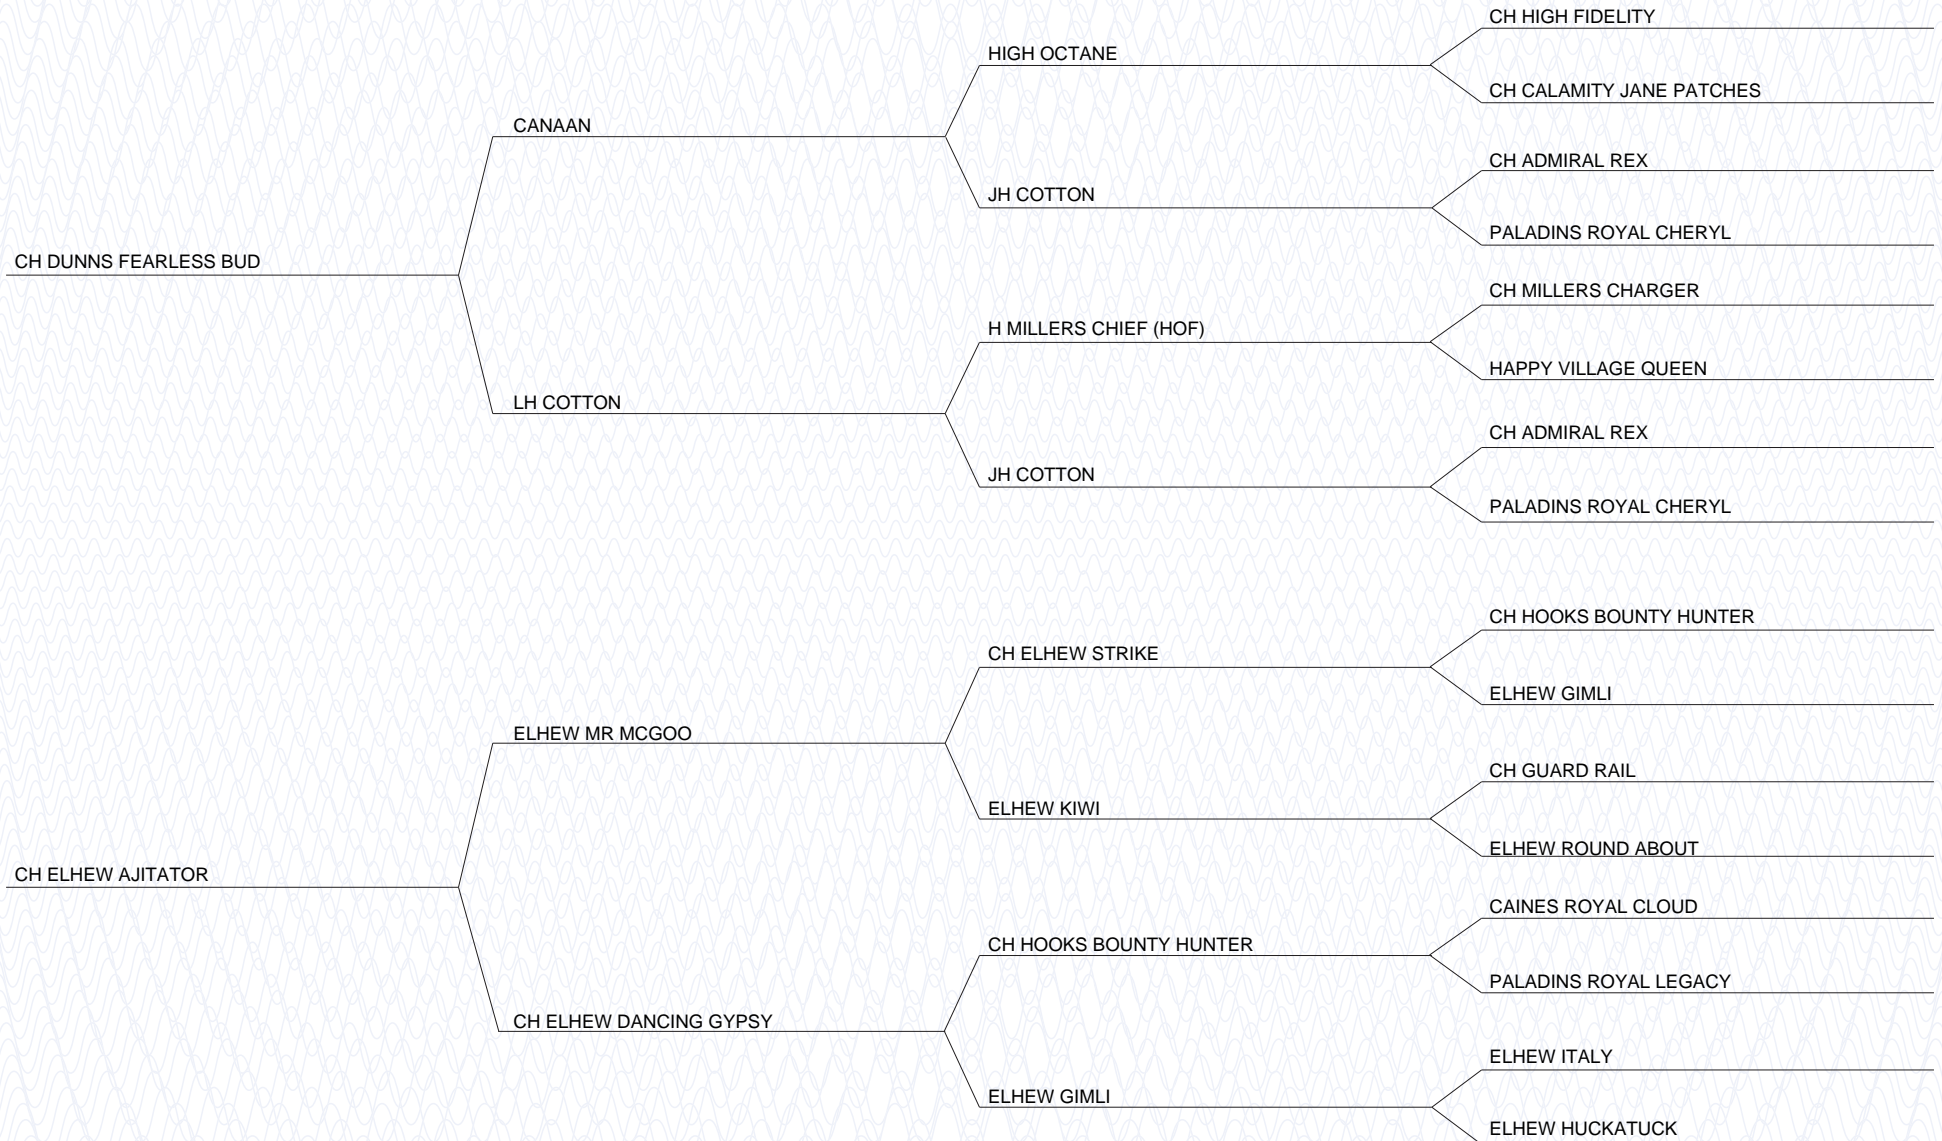 CH HIGH FIDELITY
HIGH OCTANE
CH CALAMITY JANE PATCHES
CANAAN
CH ADMIRAL REX
JH COTTON
PALADINS ROYAL CHERYL
CH DUNNS FEARLESS BUD
CH MILLERS CHARGER
H MILLERS CHIEF (HOF)
HAPPY VILLAGE QUEEN
LH COTTON
CH ADMIRAL REX
JH COTTON
PALADINS ROYAL CHERYL
CH HOOKS BOUNTY HUNTER
CH ELHEW STRIKE
ELHEW GIMLI
ELHEW MR MCGOO
CH GUARD RAIL
ELHEW KIWI
ELHEW ROUND ABOUT
CH ELHEW AJITATOR
CAINES ROYAL CLOUD
CH HOOKS BOUNTY HUNTER
PALADINS ROYAL LEGACY
CH ELHEW DANCING GYPSY
ELHEW ITALY
ELHEW GIMLI
ELHEW HUCKATUCK